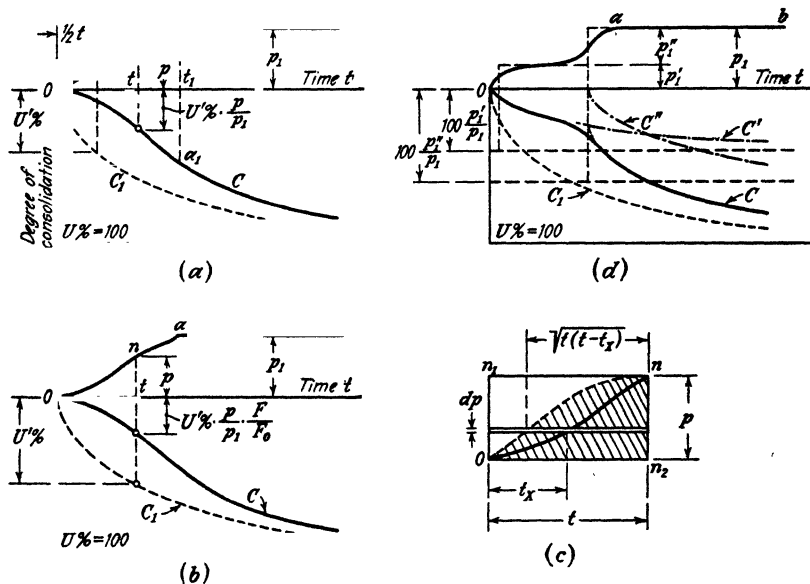 ½ t
p
t
t₁
p₁
Time t
0
U'%
U'%·p/p₁
a₁
C₁
C
Degree of
consolidation
U%=100
(a)
a
b
p₁"
p₁'
p₁
Time t
0
100 p₁'/p₁
100 p₁"/p₁
C"
C'
C₁
C
U%=100
(d)
a
n
p₁
p
t
Time t
0
U'%
U'%·p/p₁·F/F₀
C
C₁
U%=100
(b)
√t(t-tₓ)
n₁
n
dp
p
0
n₂
tₓ
t
(c)